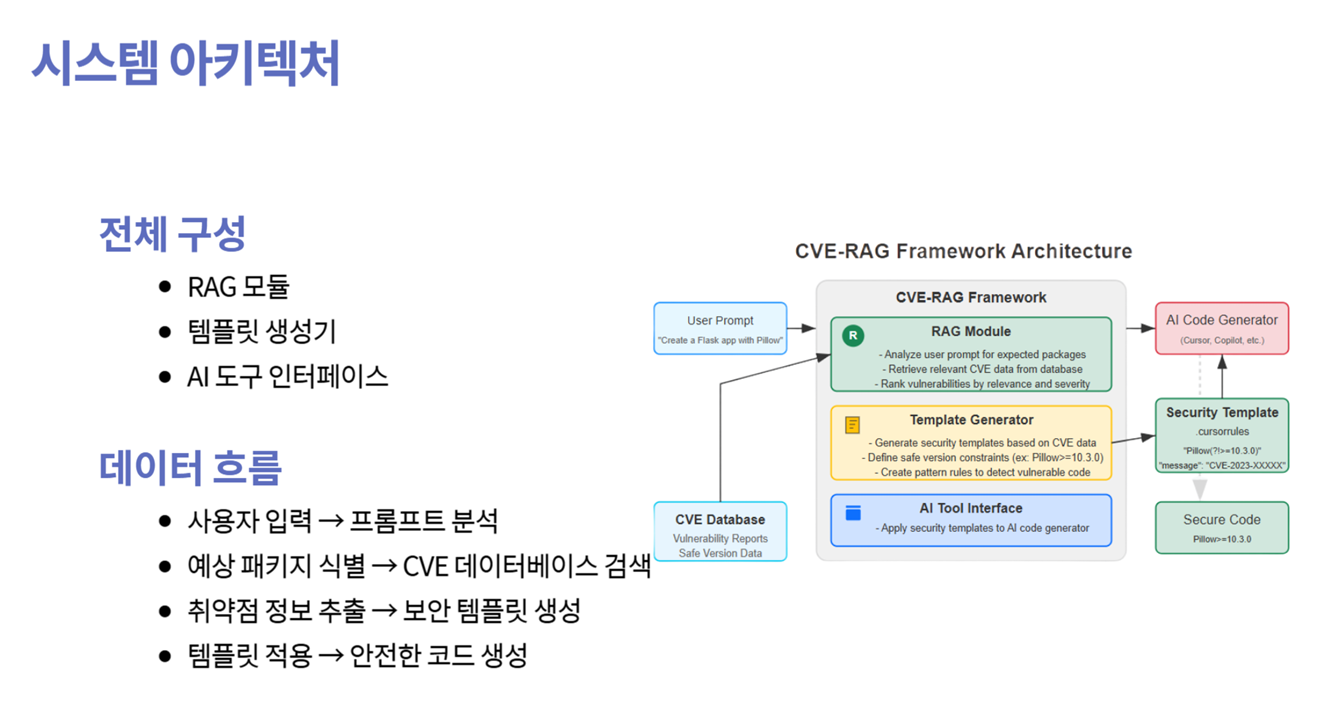 시스템 아키텍처
전체 구성
● RAG 모듈
● 템플릿 생성기
● AI 도구 인터페이스
데이터 흐름
● 사용자 입력 → 프롬프트 분석
● 예상 패키지 식별 → CVE 데이터베이스 검색
● 취약점 정보 추출 → 보안 템플릿 생성
● 템플릿 적용 → 안전한 코드 생성
CVE-RAG Framework Architecture
User Prompt
"Create a Flask app with Pillow"
CVE Database
Vulnerability Reports
Safe Version Data
CVE-RAG Framework
R
RAG Module
- Analyze user prompt for expected packages
- Retrieve relevant CVE data from database
- Rank vulnerabilities by relevance and severity
Template Generator
- Generate security templates based on CVE data
- Define safe version constraints (ex: Pillow>=10.3.0)
- Create pattern rules to detect vulnerable code
AI Tool Interface
- Apply security templates to AI code generator
AI Code Generator
(Cursor, Copilot, etc.)
Security Template
.cursorrules
"Pillow(?!>=10.3.0)"
"message": "CVE-2023-XXXXX"
Secure Code
Pillow>=10.3.0